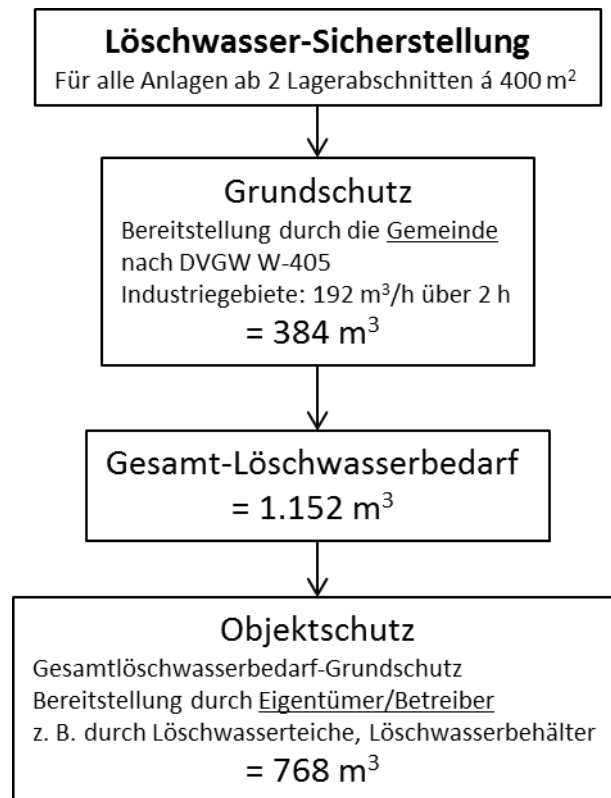 Löschwasser-Sicherstellung
Für alle Anlagen ab 2 Lagerabschnitten á 400 m²
Grundschutz
Bereitstellung durch die Gemeinde
nach DVGW W-405
Industriegebiete: 192 m³/h über 2 h
= 384 m³
Gesamt-Löschwasserbedarf
= 1.152 m³
Objektschutz
Gesamtlöschwasserbedarf-Grundschutz
Bereitstellung durch Eigentümer/Betreiber
z. B. durch Löschwasserteiche, Löschwasserbehälter
= 768 m³